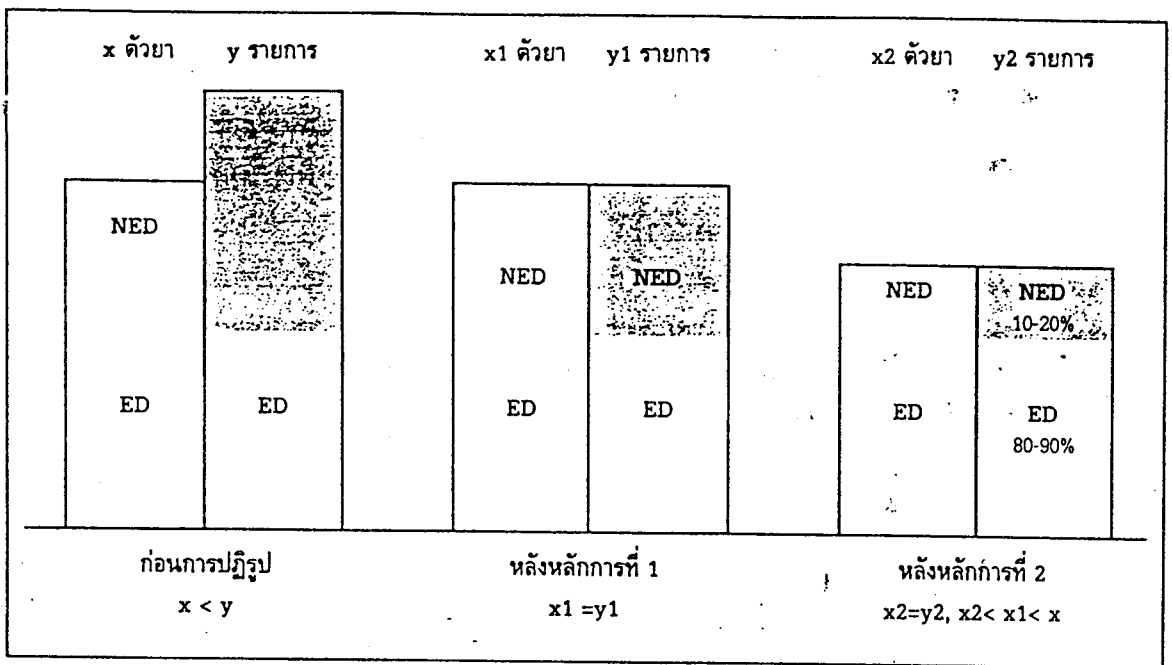 x ตัวยา y รายการ x1 ตัวยา y1 รายการ x2 ตัวยา y2 รายการ
NED
NED NED
NED NED
10-20%
ED ED
ED ED
ED ED
80-90%
ก่อนการปฏิรูป
x < y
หลังหลักการที่ 1
x1 =y1
หลังหลักการที่ 2
x2=y2, x2< x1< x